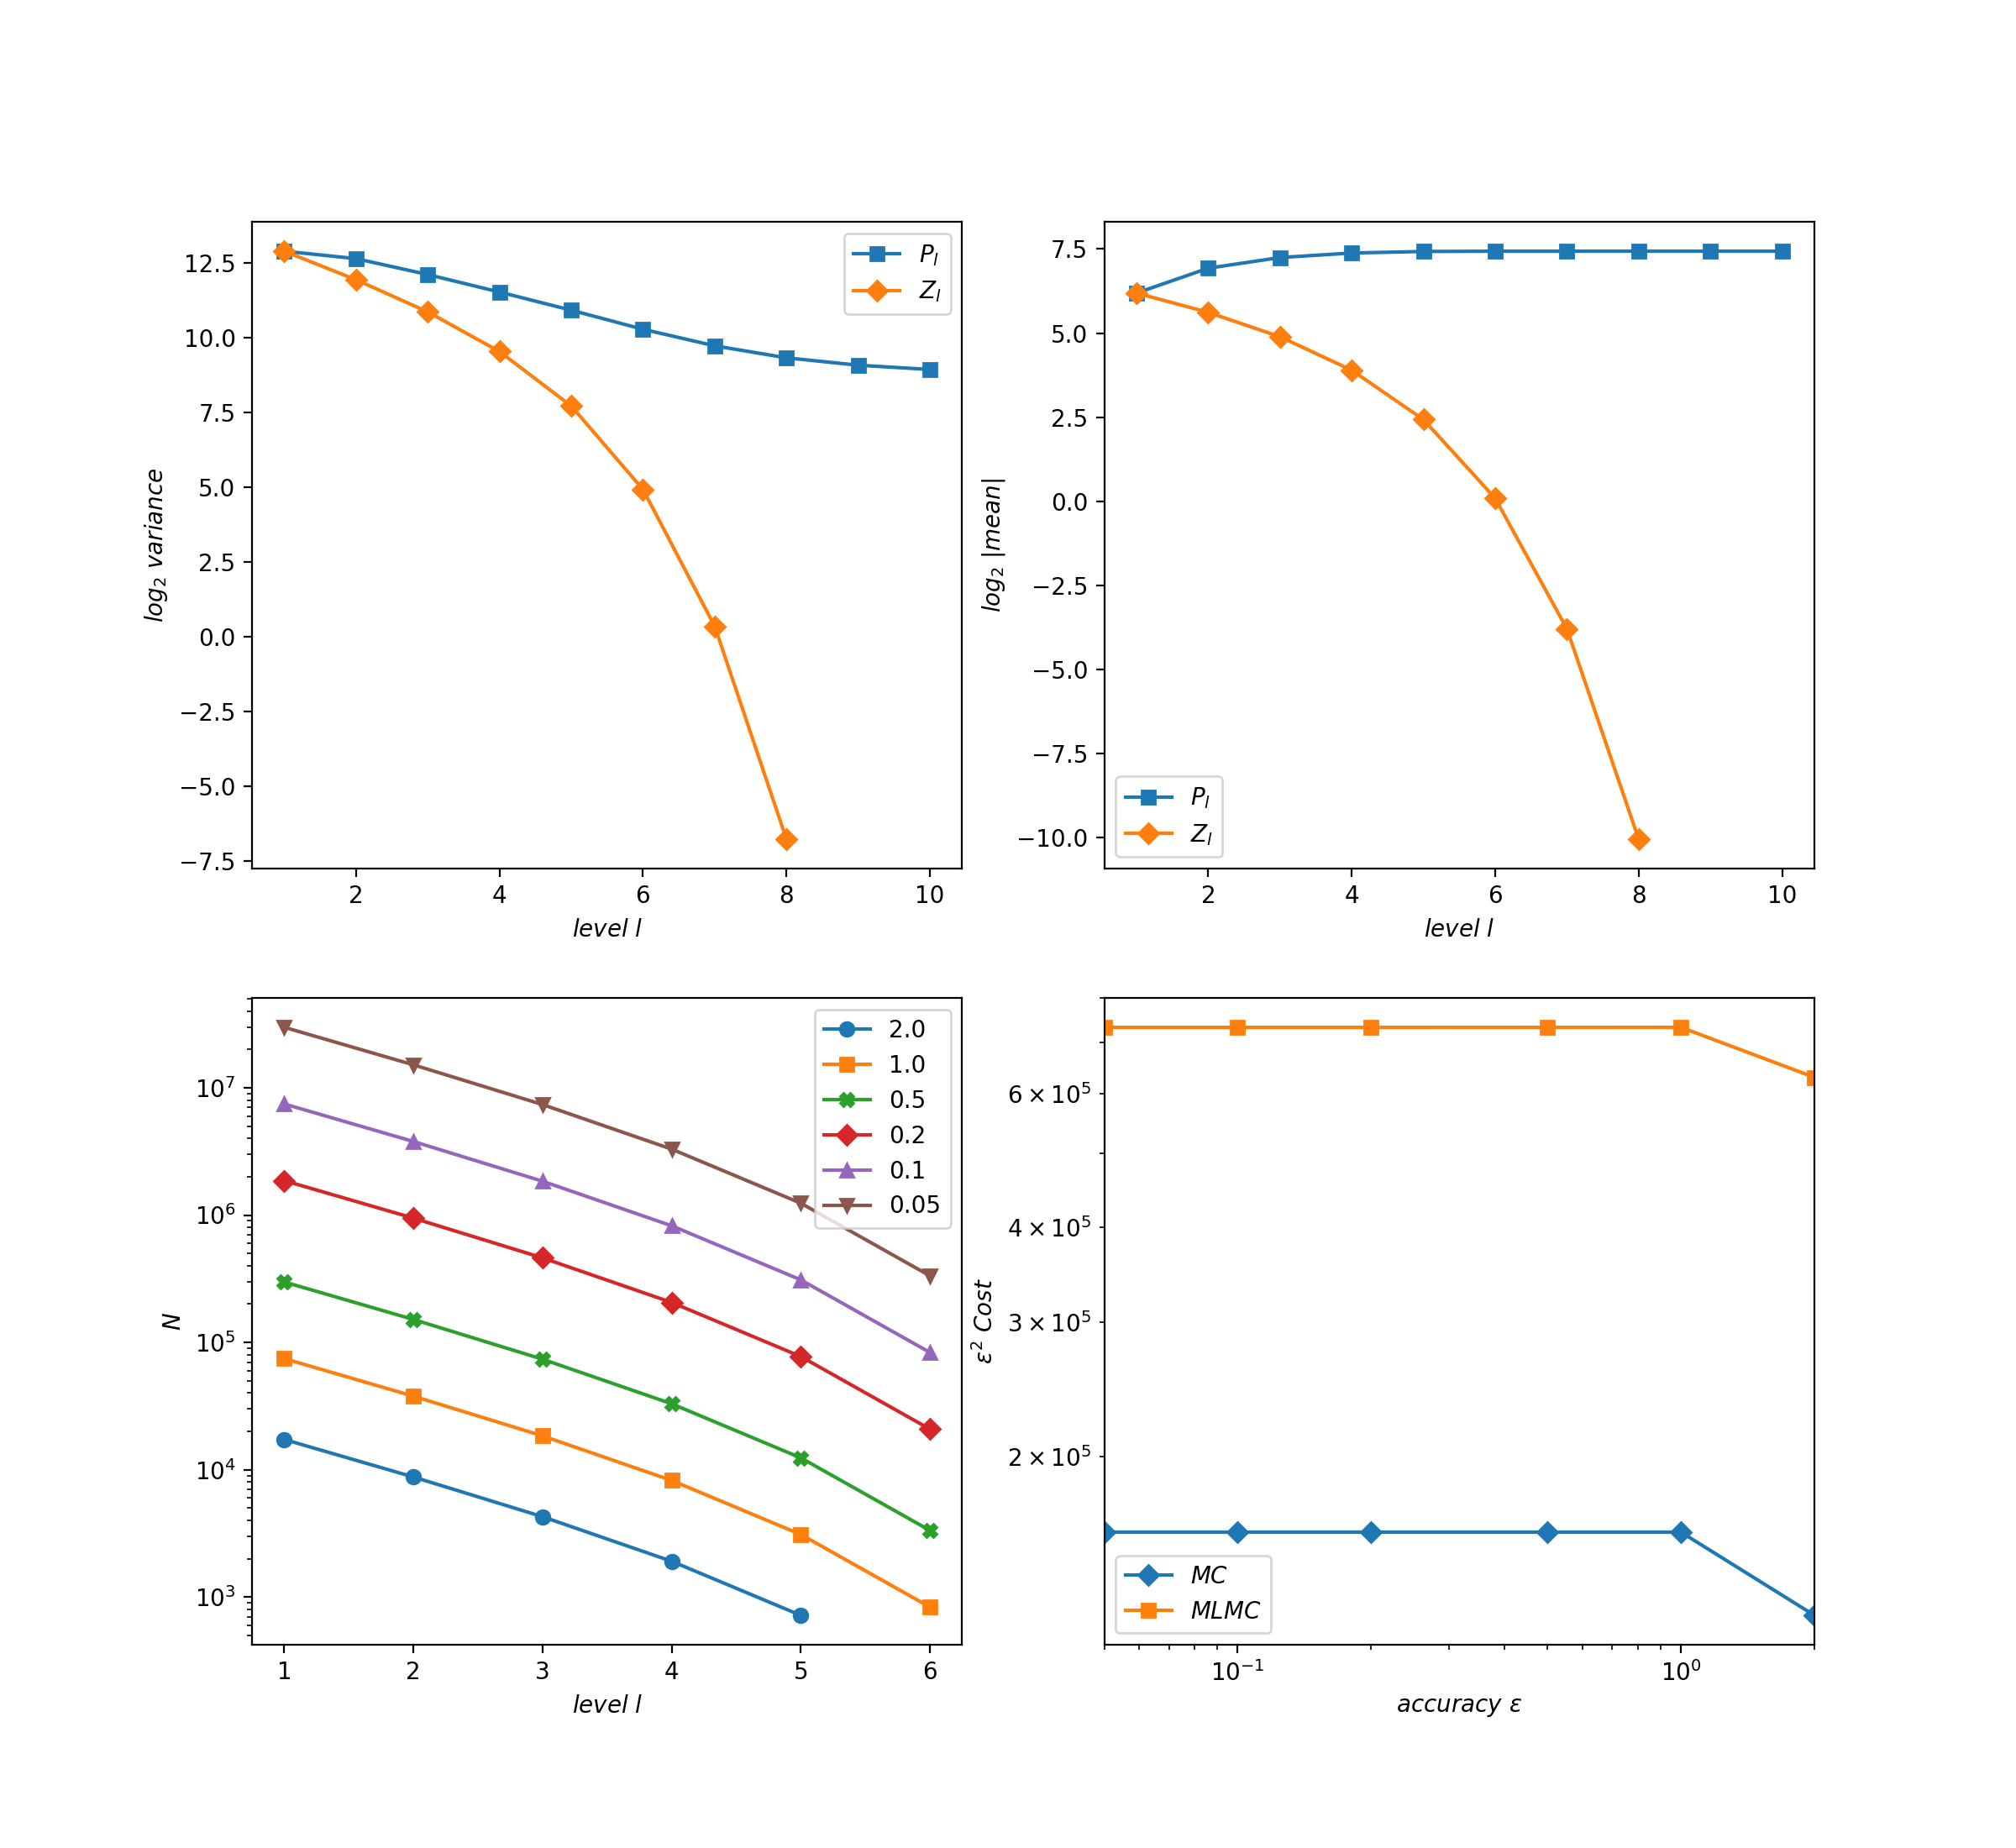 12.5
10.0
7.5
5.0
2.5
0.0
−2.5
−5.0
−7.5
2 4 6 8 10
log₂ variance
level l
P_l
Z_l
7.5
5.0
2.5
0.0
−2.5
−5.0
−7.5
−10.0
2 4 6 8 10
log₂ |mean|
level l
P_l
Z_l
10⁷
10⁶
10⁵
10⁴
10³
1 2 3 4 5 6
N
level l
2.0
1.0
0.5
0.2
0.1
0.05
6 × 10⁵
4 × 10⁵
3 × 10⁵
2 × 10⁵
10⁻¹ 10⁰
ε² Cost
accuracy ε
MC
MLMC